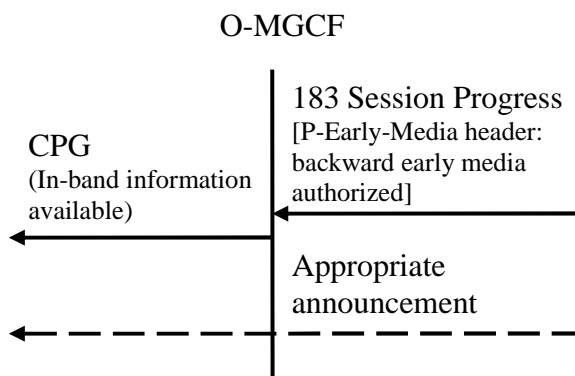 O-MGCF
183 Session Progress
[P-Early-Media header:
backward early media
authorized]
CPG
(In-band information
available)
Appropriate
announcement